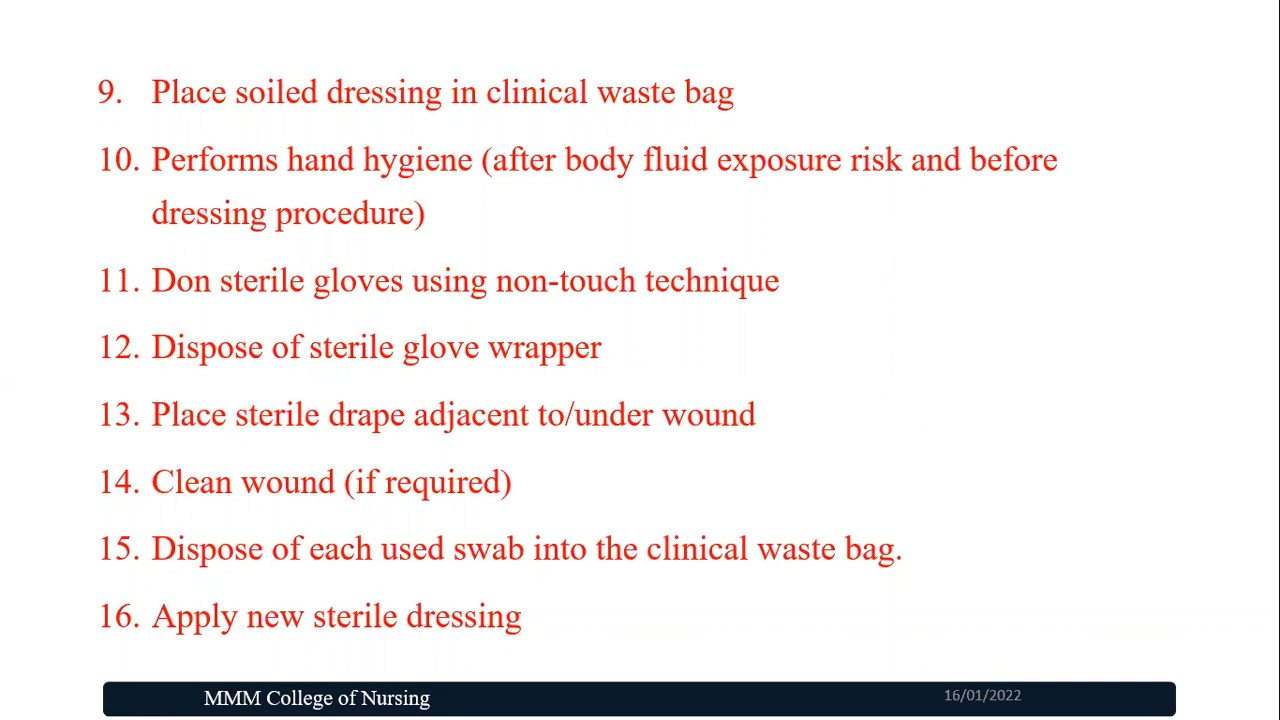 9. Place soiled dressing in clinical waste bag
10. Performs hand hygiene (after body fluid exposure risk and before
dressing procedure)
11. Don sterile gloves using non-touch technique
12. Dispose of sterile glove wrapper
13. Place sterile drape adjacent to/under wound
14. Clean wound (if required)
15. Dispose of each used swab into the clinical waste bag.
16. Apply new sterile dressing
MMM College of Nursing 16/01/2022